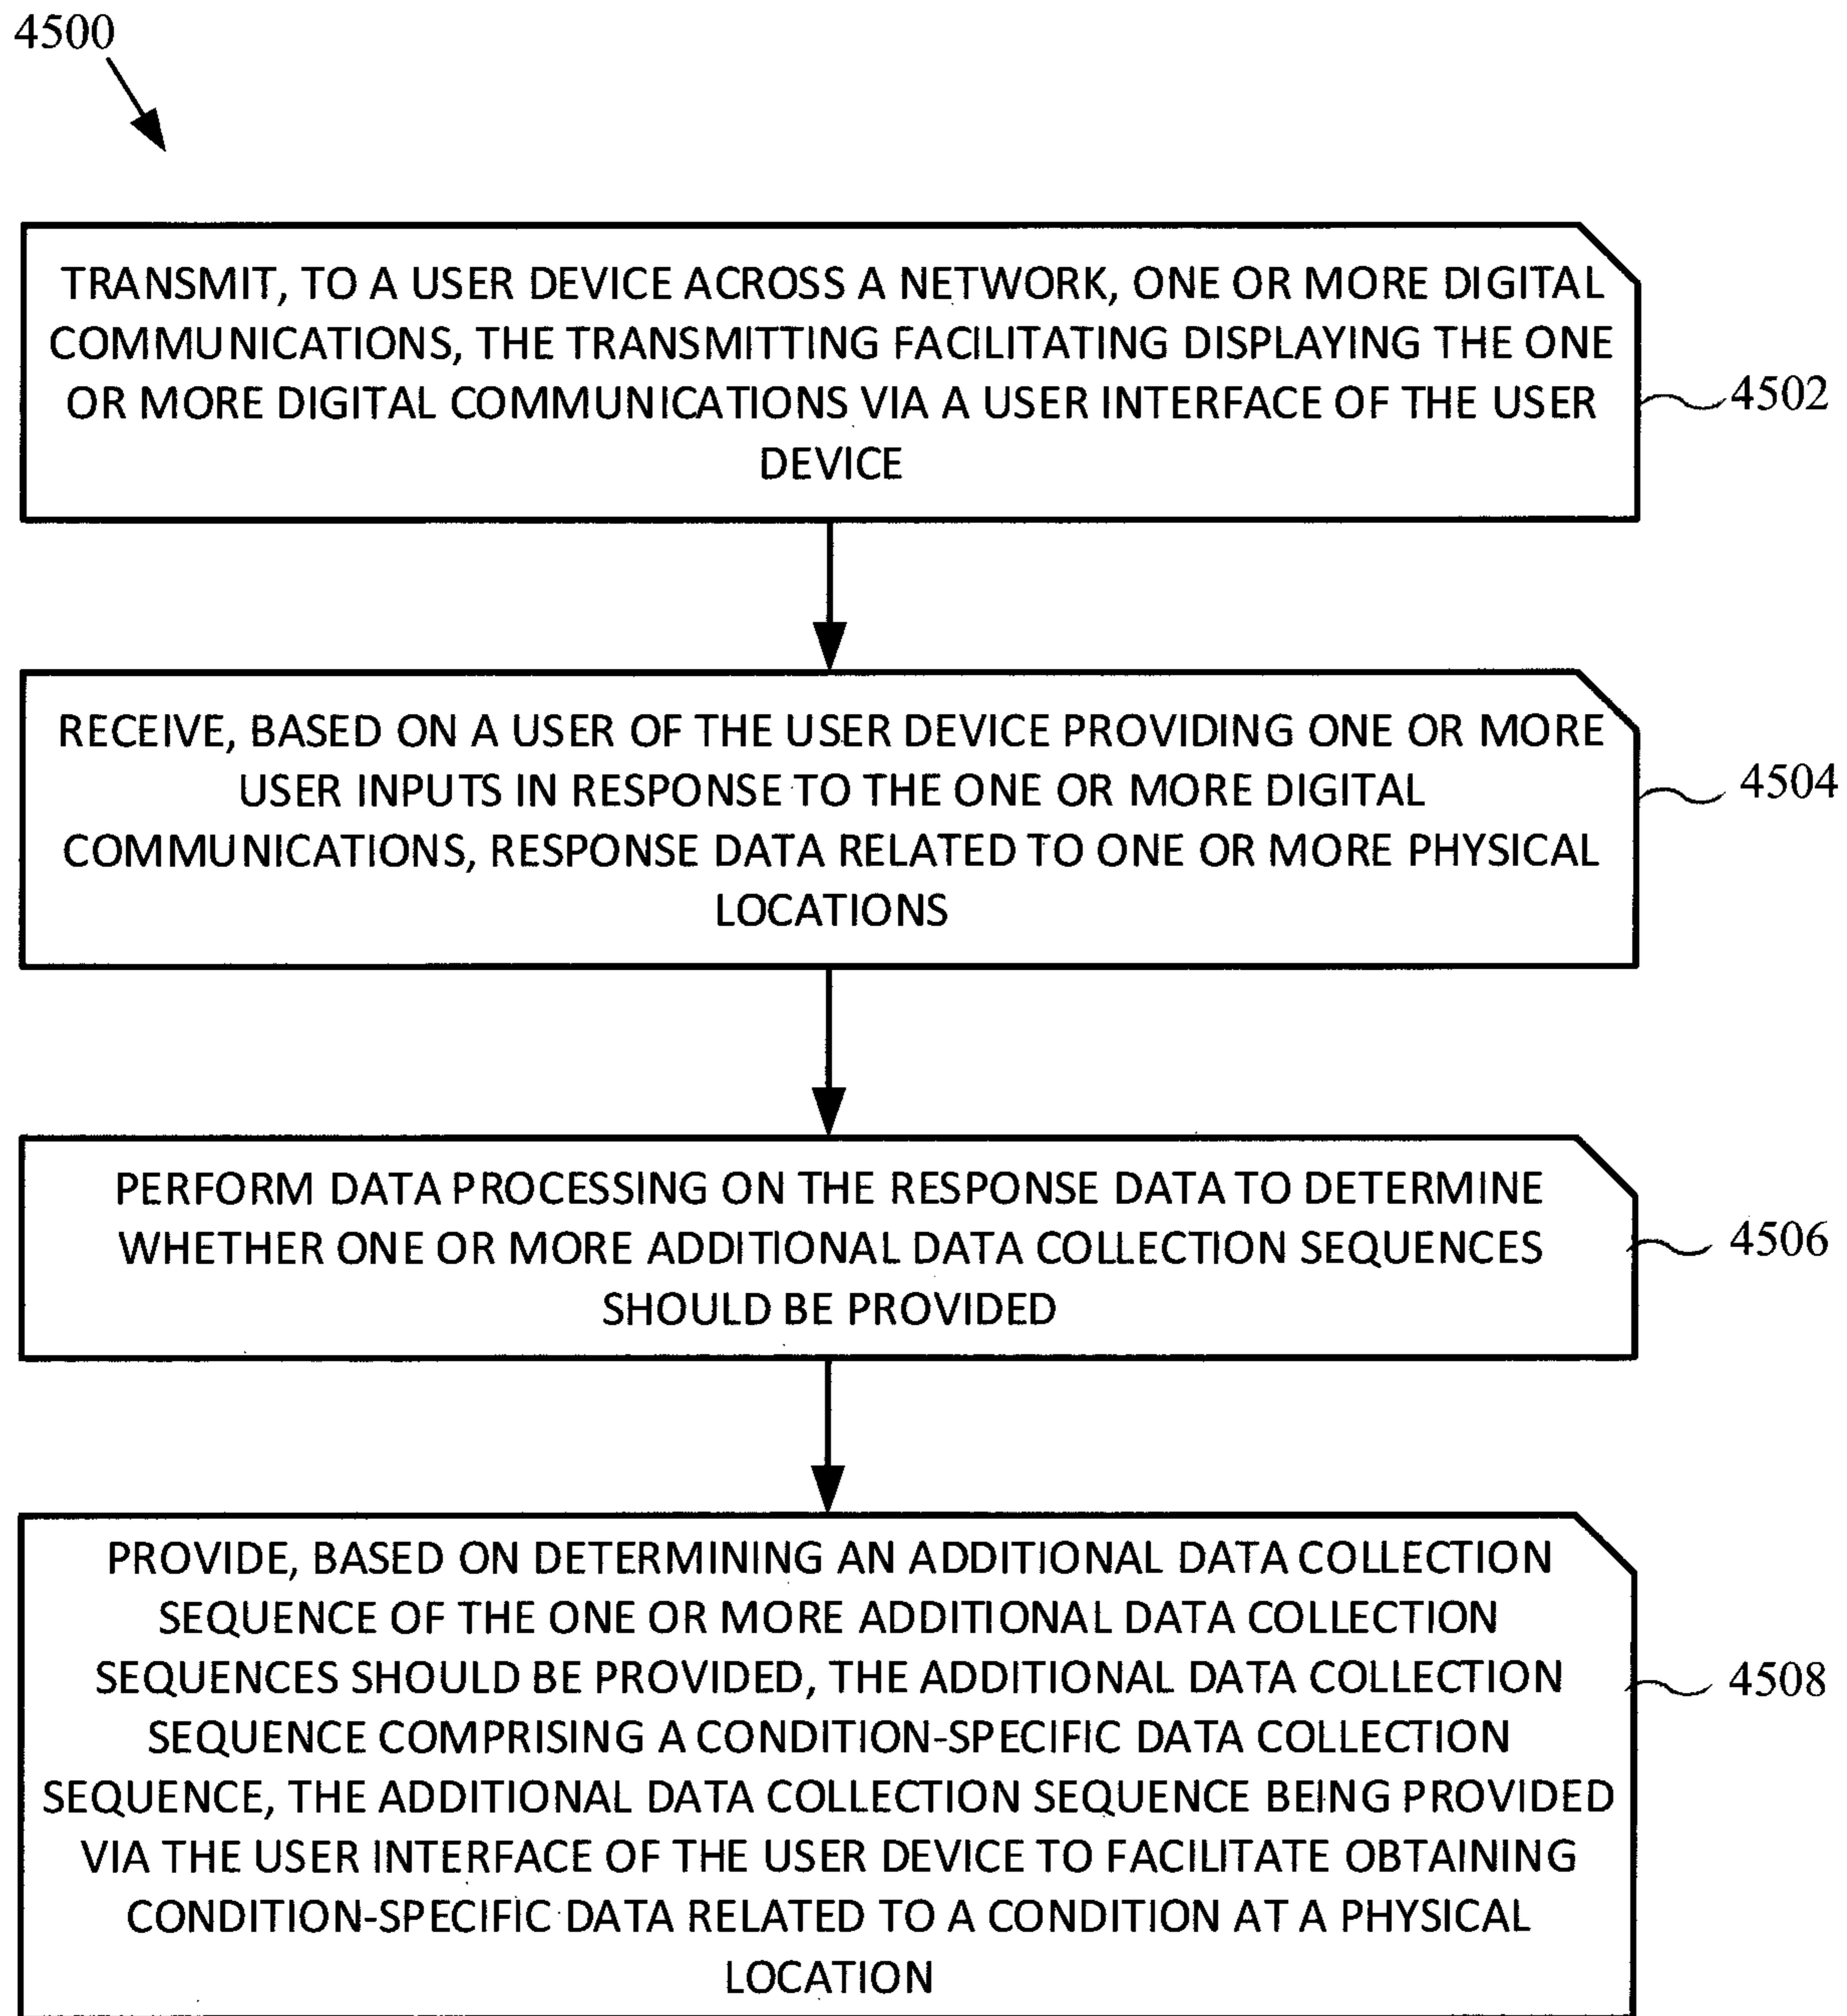 4500
TRANSMIT, TO A USER DEVICE ACROSS A NETWORK, ONE OR MORE DIGITAL
COMMUNICATIONS, THE TRANSMITTING FACILITATING DISPLAYING THE ONE
OR MORE DIGITAL COMMUNICATIONS VIA A USER INTERFACE OF THE USER
DEVICE
4502
RECEIVE, BASED ON A USER OF THE USER DEVICE PROVIDING ONE OR MORE
USER INPUTS IN RESPONSE TO THE ONE OR MORE DIGITAL
COMMUNICATIONS, RESPONSE DATA RELATED TO ONE OR MORE PHYSICAL
LOCATIONS
4504
PERFORM DATA PROCESSING ON THE RESPONSE DATA TO DETERMINE
WHETHER ONE OR MORE ADDITIONAL DATA COLLECTION SEQUENCES
SHOULD BE PROVIDED
4506
PROVIDE, BASED ON DETERMINING AN ADDITIONAL DATA COLLECTION
SEQUENCE OF THE ONE OR MORE ADDITIONAL DATA COLLECTION
SEQUENCES SHOULD BE PROVIDED, THE ADDITIONAL DATA COLLECTION
SEQUENCE COMPRISING A CONDITION-SPECIFIC DATA COLLECTION
SEQUENCE, THE ADDITIONAL DATA COLLECTION SEQUENCE BEING PROVIDED
VIA THE USER INTERFACE OF THE USER DEVICE TO FACILITATE OBTAINING
CONDITION-SPECIFIC DATA RELATED TO A CONDITION AT A PHYSICAL
LOCATION
4508